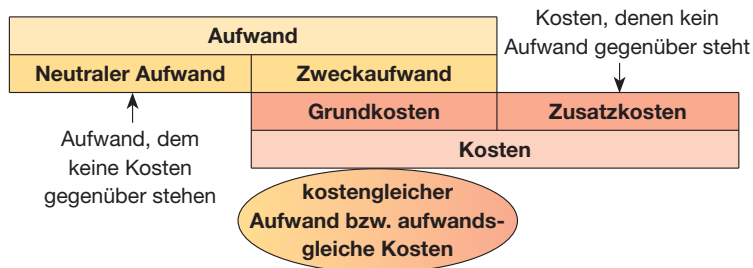 Kosten, denen kein
Aufwand gegenüber steht
Aufwand
Neutraler Aufwand
Zweckaufwand
Grundkosten
Zusatzkosten
Kosten
Aufwand, dem
keine Kosten
gegenüber stehen
kostengleicher
Aufwand bzw. aufwands-
gleiche Kosten